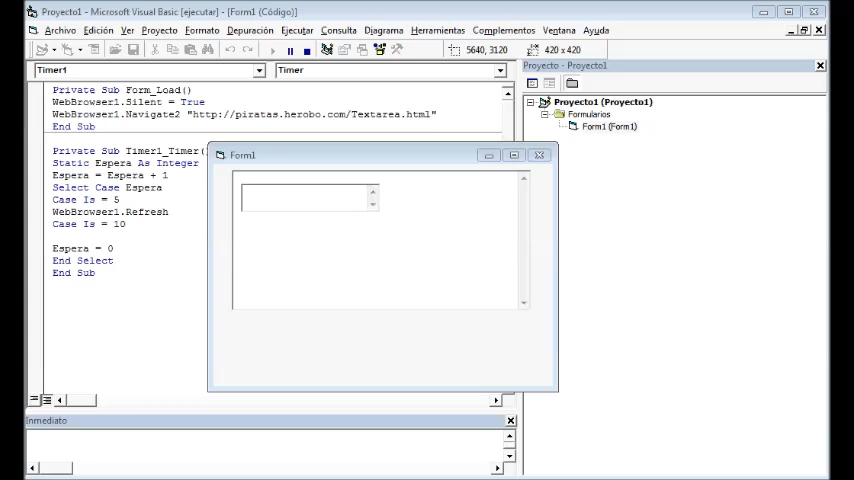 Proyecto1 - Microsoft Visual Basic [ejecutar] - [Form1 (Código)]
Archivo Edición Ver Proyecto Formato Depuración Ejecutar Consulta Diagrama Herramientas Complementos Ventana Ayuda
5640, 3120 420 x 420
Timer1 Timer
Proyecto - Proyecto1
Private Sub Form_Load()
WebBrowser1.Silent = True
WebBrowser1.Navigate2 "http://piratas.herobo.com/Textarea.html"
End Sub
Proyecto1 (Proyecto1)
Formularios
Form1 (Form1)
Private Sub Timer1_Timer()
Static Espera As Integer
Espera = Espera + 1
Select Case Espera
Case Is = 5
WebBrowser1.Refresh
Case Is = 10
Espera = 0
End Select
End Sub
Form1
Inmediato